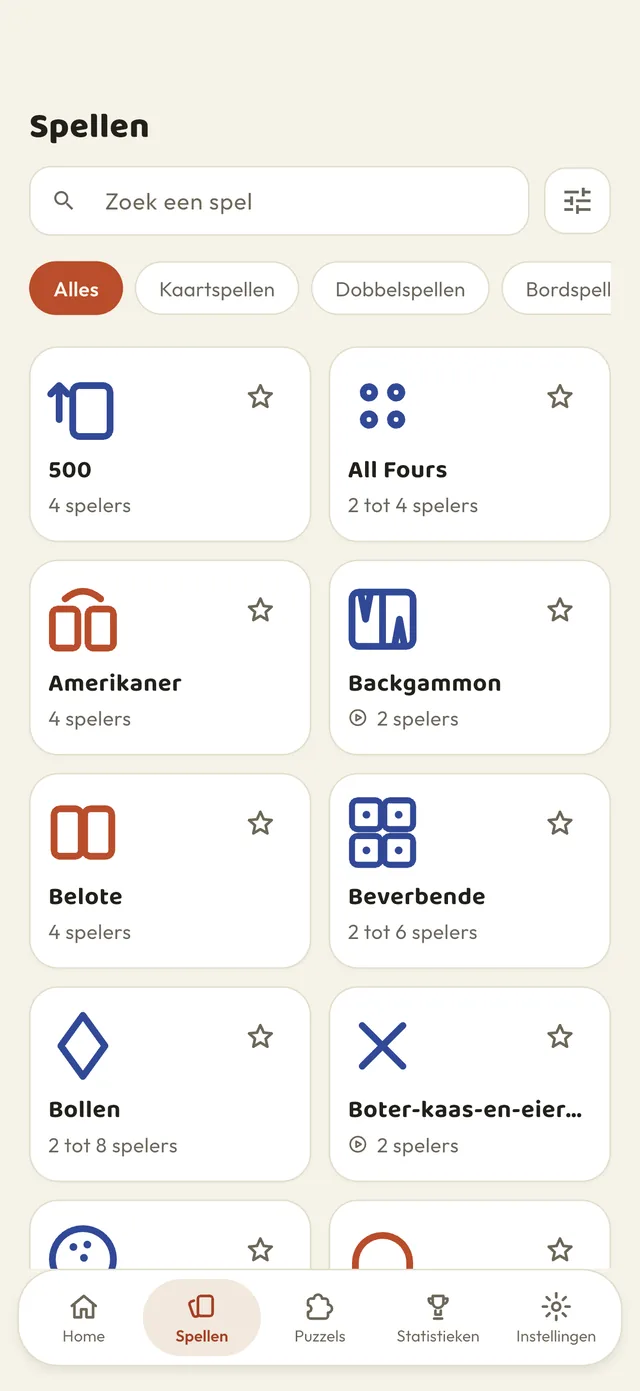 Spellen
Zoek een spel
Alles Kaartspellen Dobbelspellen Bordspell
500 All Fours
4 spelers 2 tot 4 spelers
Amerikaner Backgammon
4 spelers 2 spelers
Belote Beverbende
4 spelers 2 tot 6 spelers
Bollen Boter-kaas-en-eier...
2 tot 8 spelers 2 spelers
Home Spellen Puzzels Statistieken Instellingen